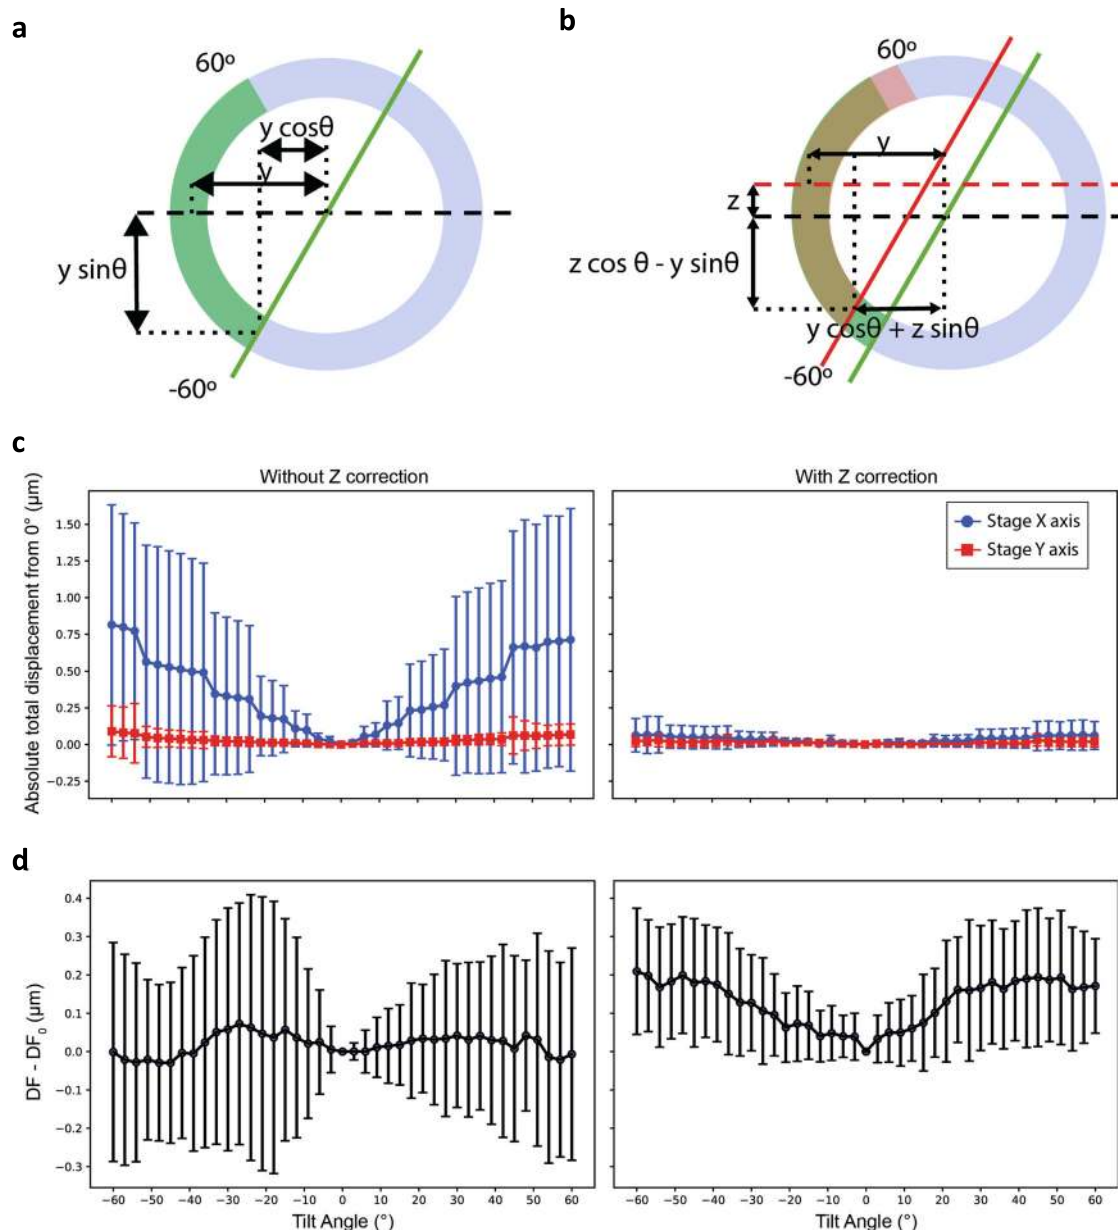 a
b
60º
60º
y cosθ
y
y
z
y sinθ
z cos θ - y sinθ
y cosθ + z sinθ
-60º
-60º
c
Without Z correction
With Z correction
Absolute total displacement from 0° (μm)
1.50
1.25
1.00
0.75
0.50
0.25
0.00
−0.25
Stage X axis
Stage Y axis
d
DF - DF₀ (μm)
0.4
0.3
0.2
0.1
0.0
−0.1
−0.2
−0.3
−60 −50 −40 −30 −20 −10 0 10 20 30 40 50 60
−60 −50 −40 −30 −20 −10 0 10 20 30 40 50 60
Tilt Angle (°)
Tilt Angle (°)